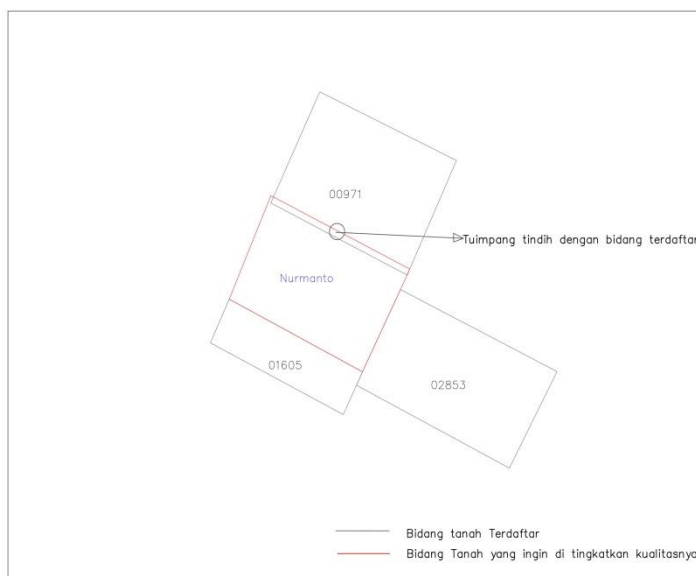 00971
Tuimpang tindih dengan bidang terdaftar
Nurmanto
01605
02853
Bidang tanah Terdaftar
Bidang Tanah yang ingin di tingkatkan kualitasnya